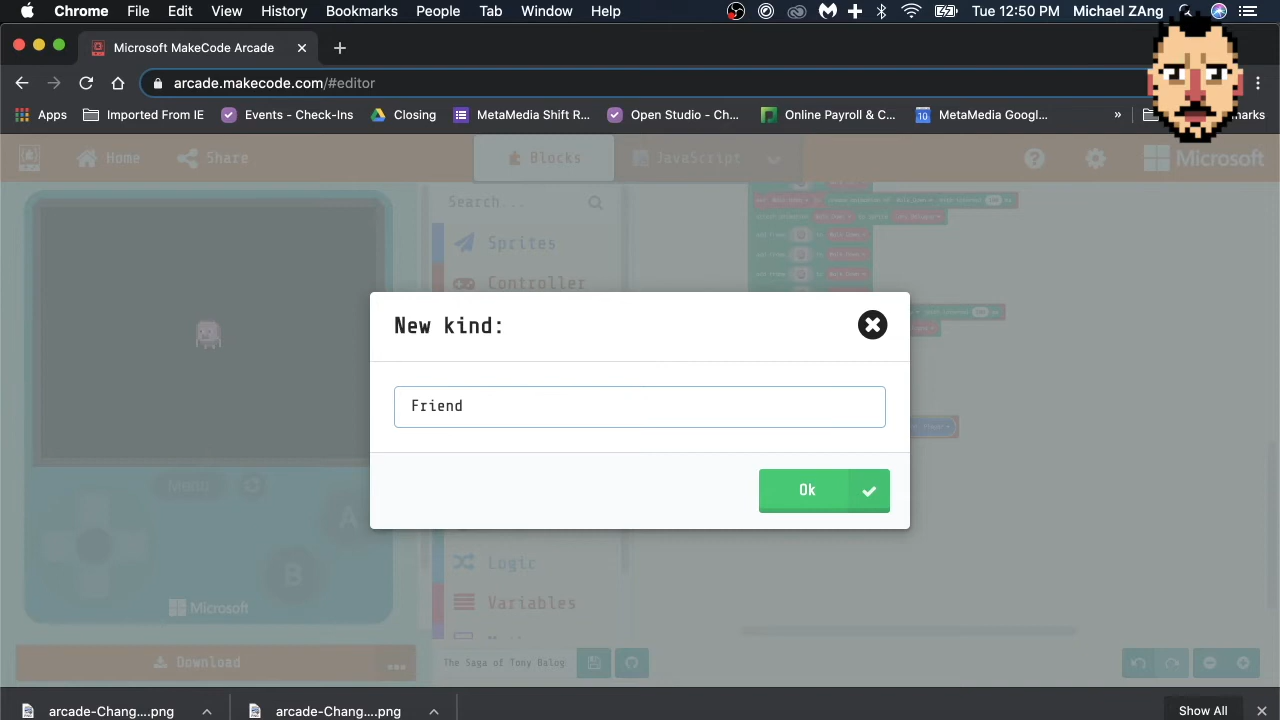 Chrome File Edit View History Bookmarks People Tab Window Help Tue 12:50 PM Michael ZAng
Microsoft MakeCode Arcade
arcade.makecode.com/#editor
Apps Imported From IE Events - Check-Ins Closing MetaMedia Shift R... Open Studio - Ch... Online Payroll & C... MetaMedia Googl... »
Home Share Blocks JavaScript Microsoft
Search...
Sprites
Controller
New kind:
Friend
Ok
Menu
A
B
Logic
Variables
Microsoft
Download ... The Saga of Tony Balog
arcade-Chang....png arcade-Chang....png Show All